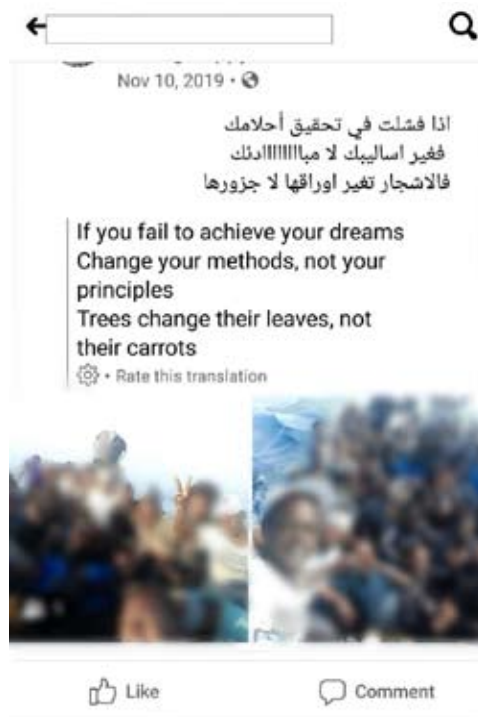 Nov 10, 2019 ·
اذا فشلت في تحقيق أحلامك
فغير اساليبك لا مباااااااادئك
فالاشجار تغير اوراقها لا جزورها
If you fail to achieve your dreams
Change your methods, not your
principles
Trees change their leaves, not
their carrots
· Rate this translation
Like
Comment